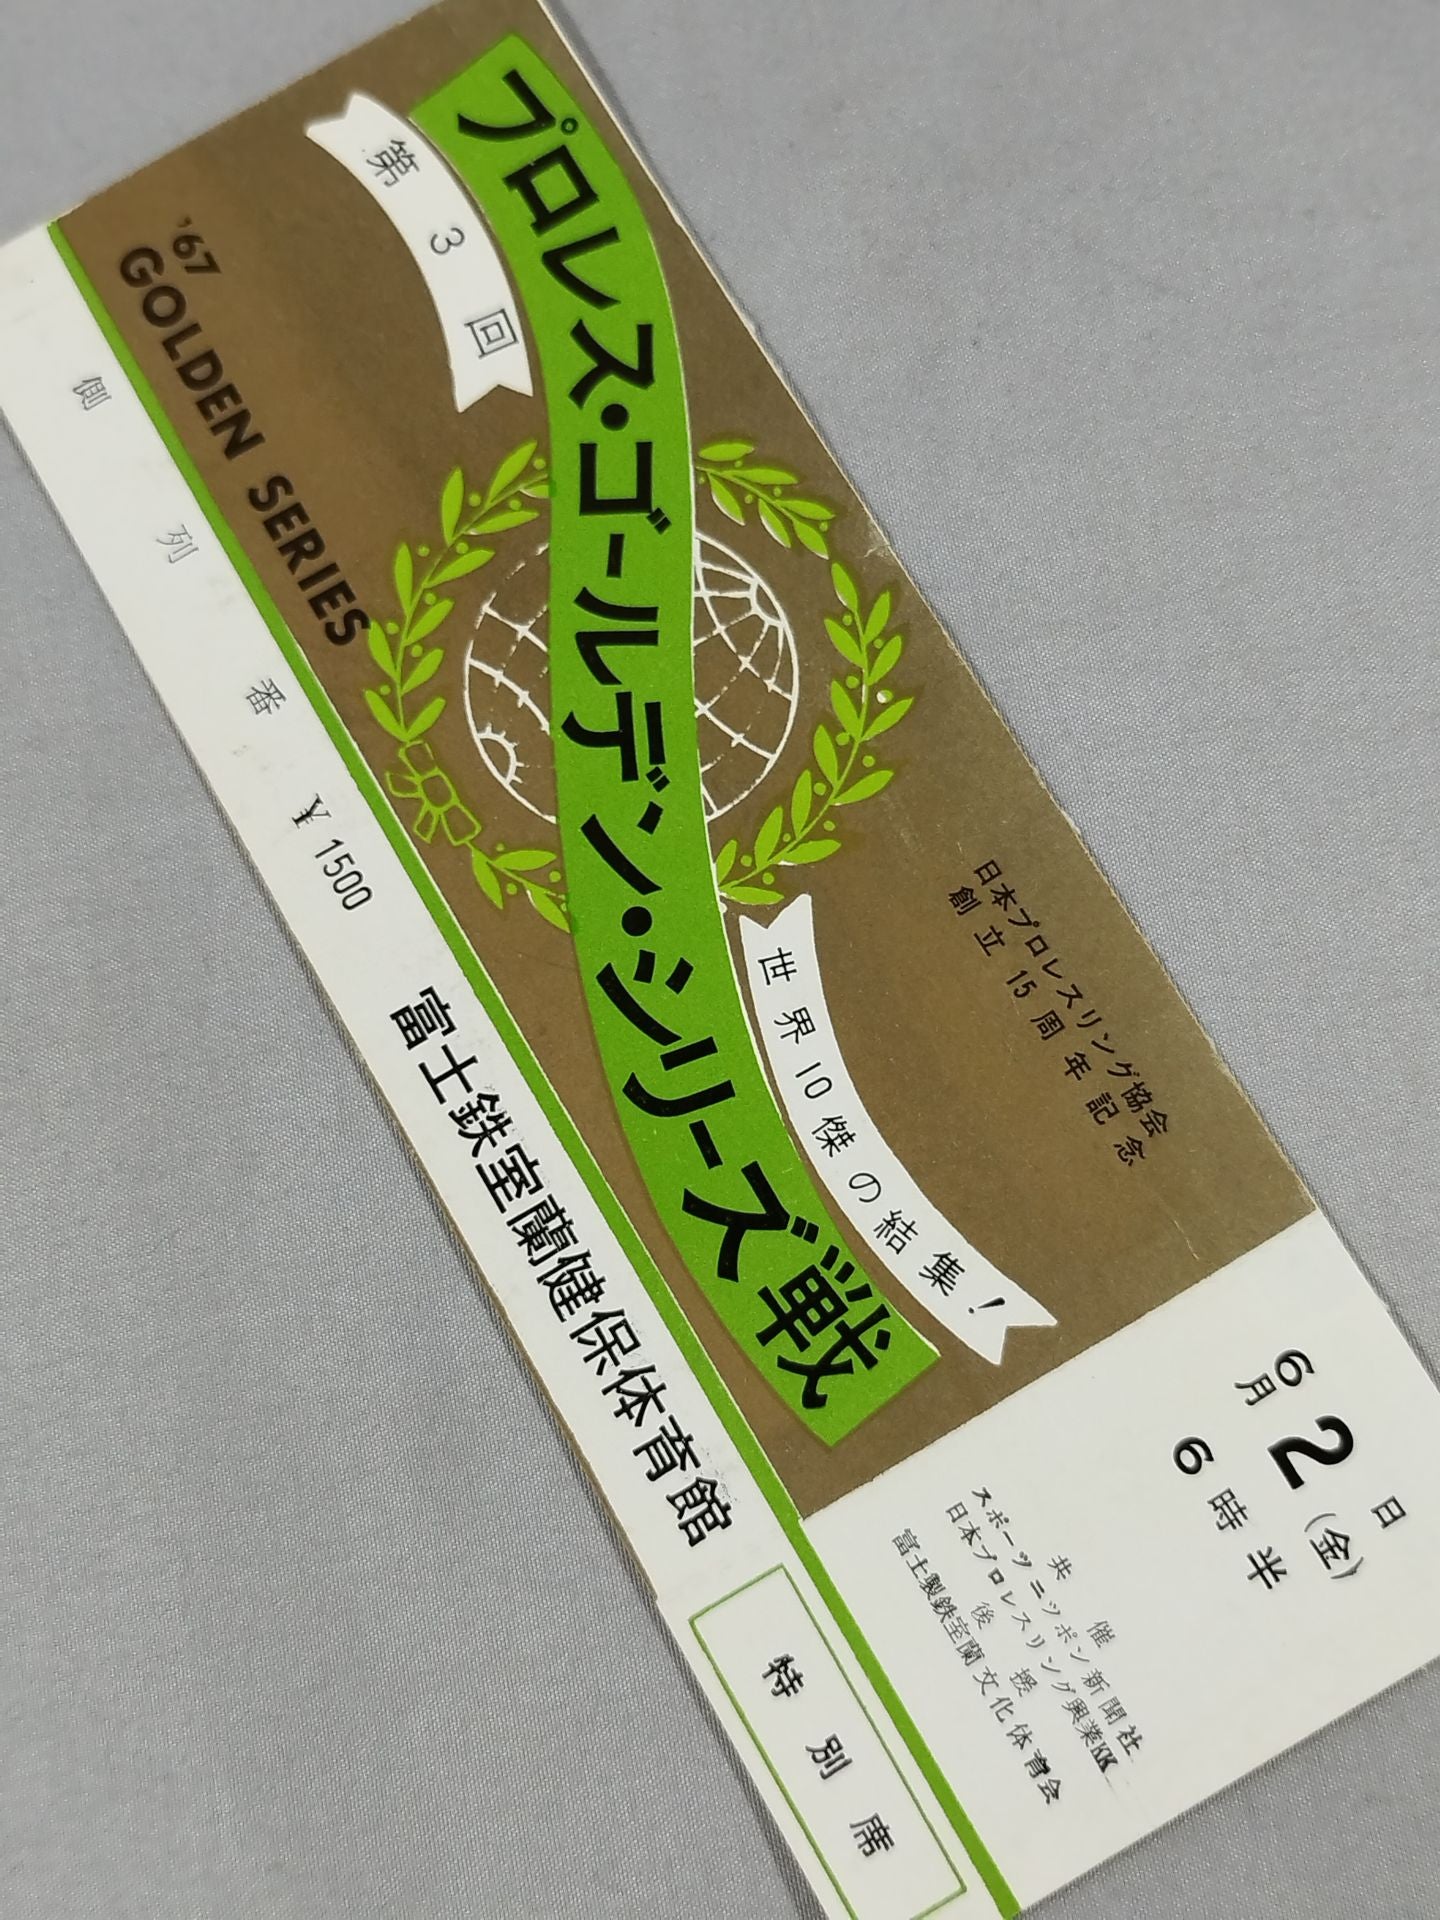 第3回
プロレス・ゴールデン・シリーズ戦
'67
GOLDEN SERIES
世界10傑の結集!
日本プロレスリング協会
創立15周年記念
6月2日(金)
6時半
共催
スポーツニッポン新聞社
日本プロレスリング興業KK
後援
富士製鉄室蘭文化体育会
側 列 番
¥1500
富士鉄室蘭健保体育館
特別席